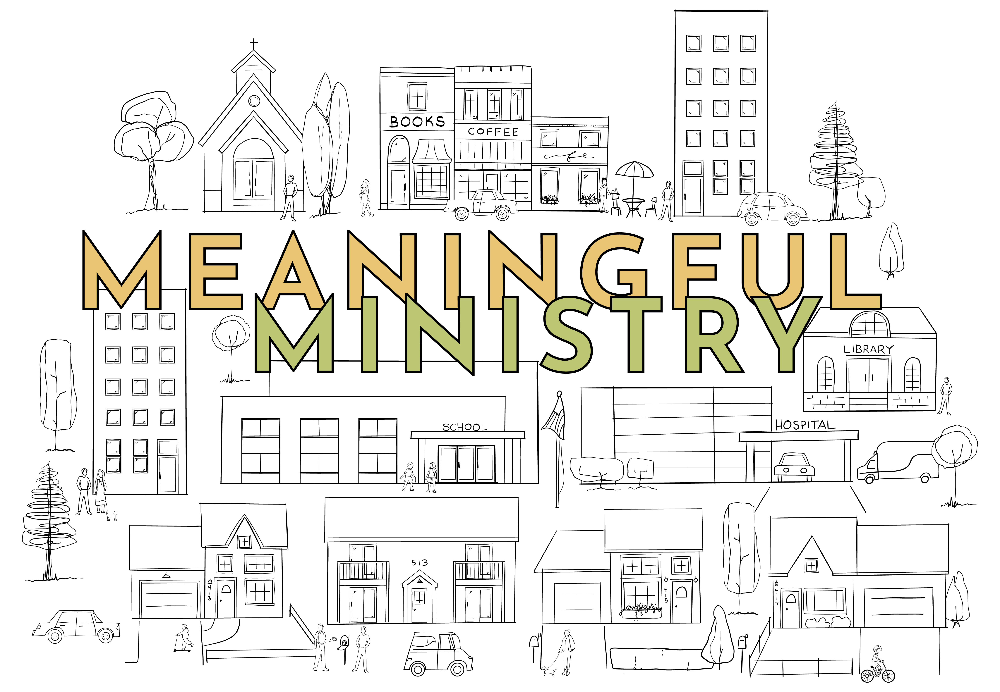 BOOKS
COFFEE
cafe
MEANINGFUL
MINISTRY
LIBRARY
SCHOOL
HOSPITAL
513
413
415
417